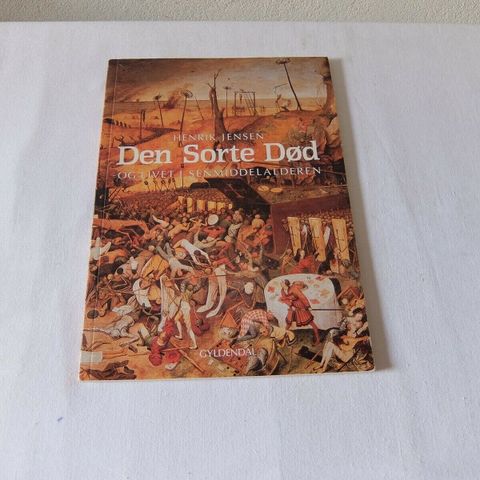 HENRIK JENSEN
Den Sorte Død
OG LIVET I SENMIDDELALDEREN
GYLDENDAL